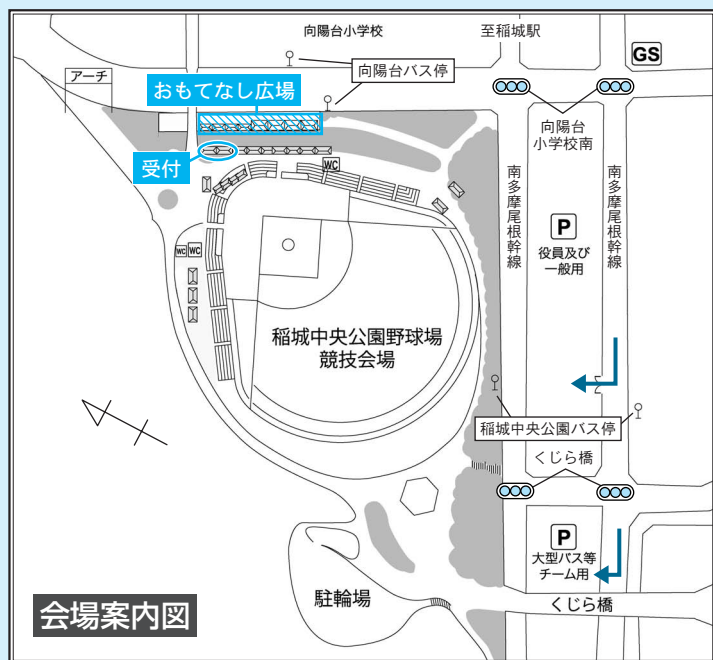 向陽台小学校
至稲城駅
GS
アーチ
向陽台バス停
おもてなし広場
受付
WC
向陽台
小学校南
南多摩尾根幹線
南多摩尾根幹線
P
役員及び
一般用
WC
WC
稲城中央公園野球場
競技会場
稲城中央公園バス停
くじら橋
P
大型バス等
チーム用
駐輪場
くじら橋
会場案内図